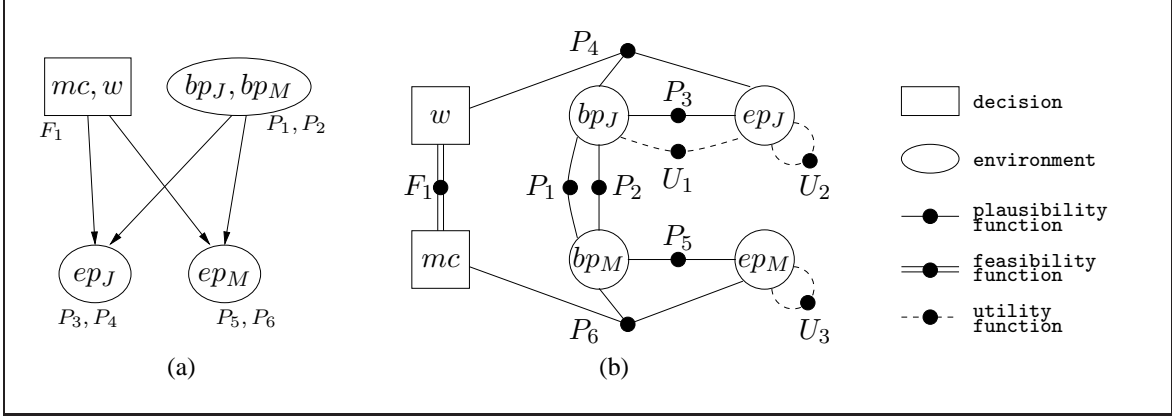 mc, w
bp_J, bp_M
F_1
P_1, P_2
ep_J
ep_M
P_3, P_4
P_5, P_6
(a)
P_4
w
bp_J
P_3
ep_J
U_1
U_2
F_1
P_1
P_2
mc
bp_M
P_5
ep_M
P_6
U_3
(b)
decision
environment
plausibility
function
feasibility
function
utility
function